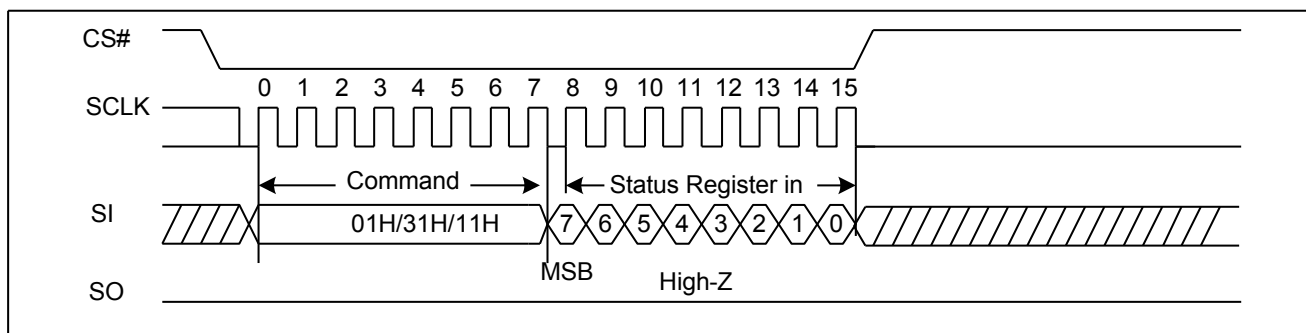 CS#
0 1 2 3 4 5 6 7 8 9 10 11 12 13 14 15
SCLK
Command Status Register in
SI 01H/31H/11H 7 6 5 4 3 2 1 0
MSB High-Z
SO